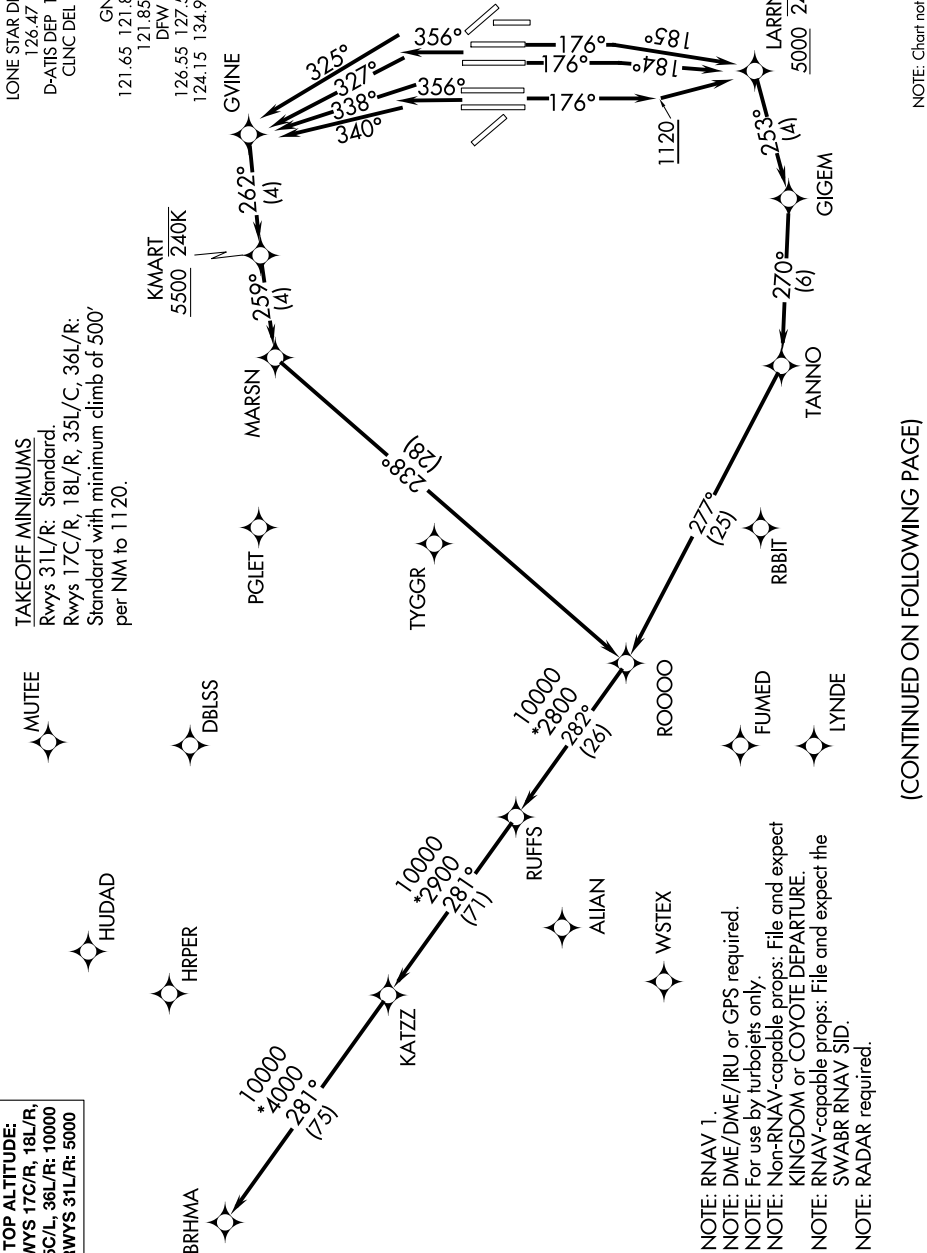 LONE STAR D
126.47
D-ATIS DEP 1
CLNC DEL
GN
121.65 121.8
121.85
DFW
126.55 127.5
124.15 134.9
TAKEOFF MINIMUMS
Rwys 31L/R: Standard.
Rwys 17C/R, 18L/R, 35L/C, 36L/R:
Standard with minimum climb of 500'
per NM to 1120.
TOP ALTITUDE:
WYS 17C/R, 18L/R,
5C/L, 36L/R: 10000
RWYS 31L/R: 5000
GVINE
325°
327°
338°
340°
356°
356°
176°
176°
176°
185°
184°
1120
LARRN
5000 24
253°
(4)
GIGEM
270°
(6)
TANNO
277°
(25)
262°
(4)
KMART
5500 240K
259°
(4)
MARSN
238°
(28)
PGLET
TYGGR
RBBIT
MUTEE
DBLSS
ROOOO
FUMED
LYNDE
10000
*2800
282°
(26)
RUFFS
10000
*2900
281°
(71)
HUDAD
HRPER
ALIAN
WSTEX
KATZZ
10000
*4000
281°
(75)
BRHMA
NOTE: RNAV 1.
NOTE: DME/DME/IRU or GPS required.
NOTE: For use by turbojets only.
NOTE: Non-RNAV-capable props: File and expect
KINGDOM or COYOTE DEPARTURE.
NOTE: RNAV-capable props: File and expect the
SWABR RNAV SID.
NOTE: RADAR required.
(CONTINUED ON FOLLOWING PAGE)
NOTE: Chart not